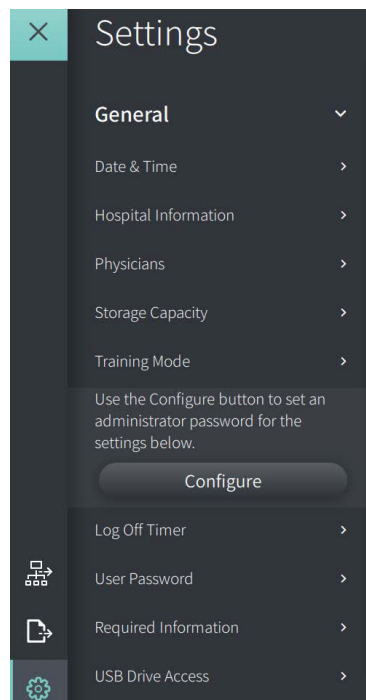 Settings
General
Date & Time
Hospital Information
Physicians
Storage Capacity
Training Mode
Use the Configure button to set an
administrator password for the
settings below.
Configure
Log Off Timer
User Password
Required Information
USB Drive Access